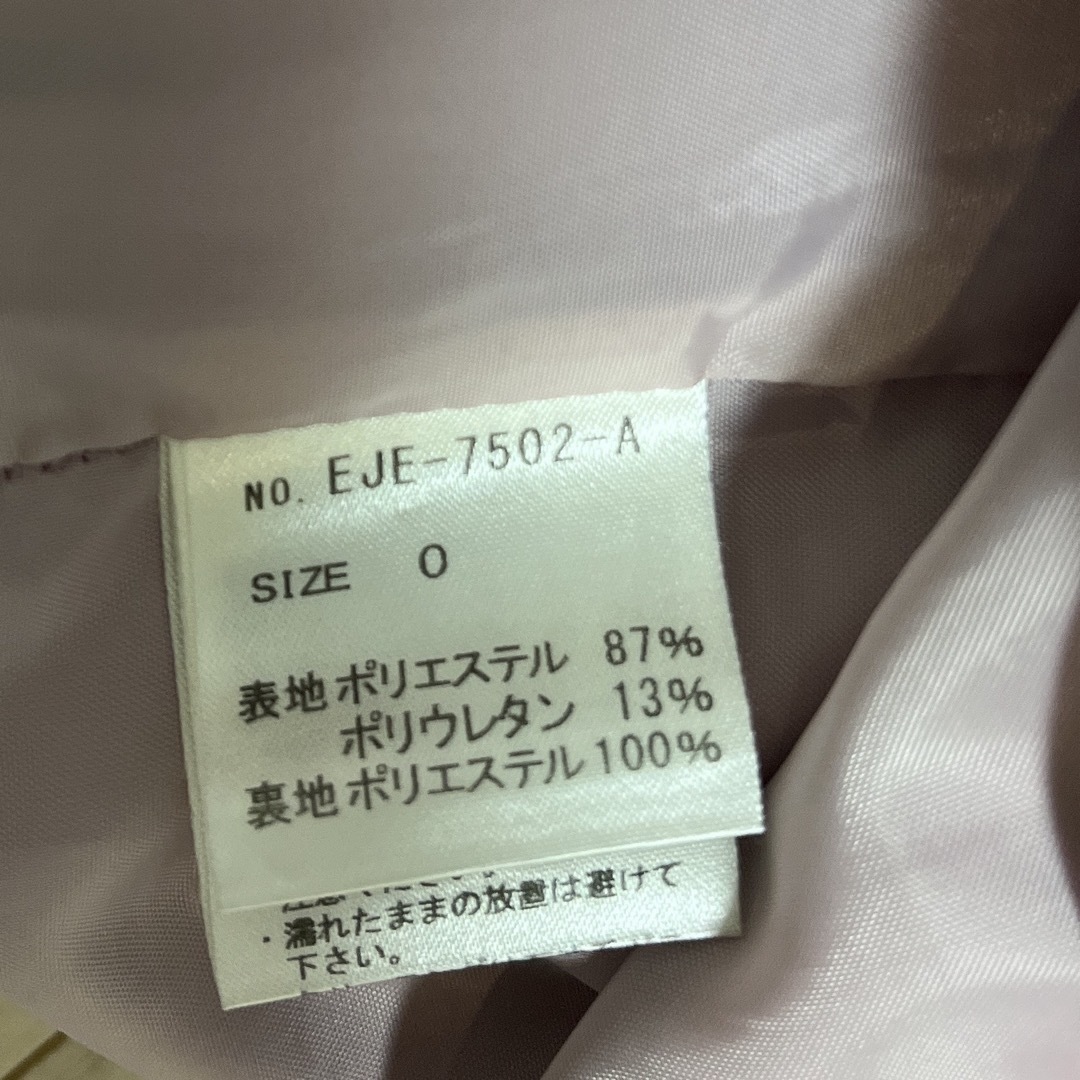 NO. EJE-7502-A
SIZE 0
表地 ポリエステル 87%
ポリウレタン 13%
裏地 ポリエステル 100%
・濡れたままの放置は避けて
下さい。